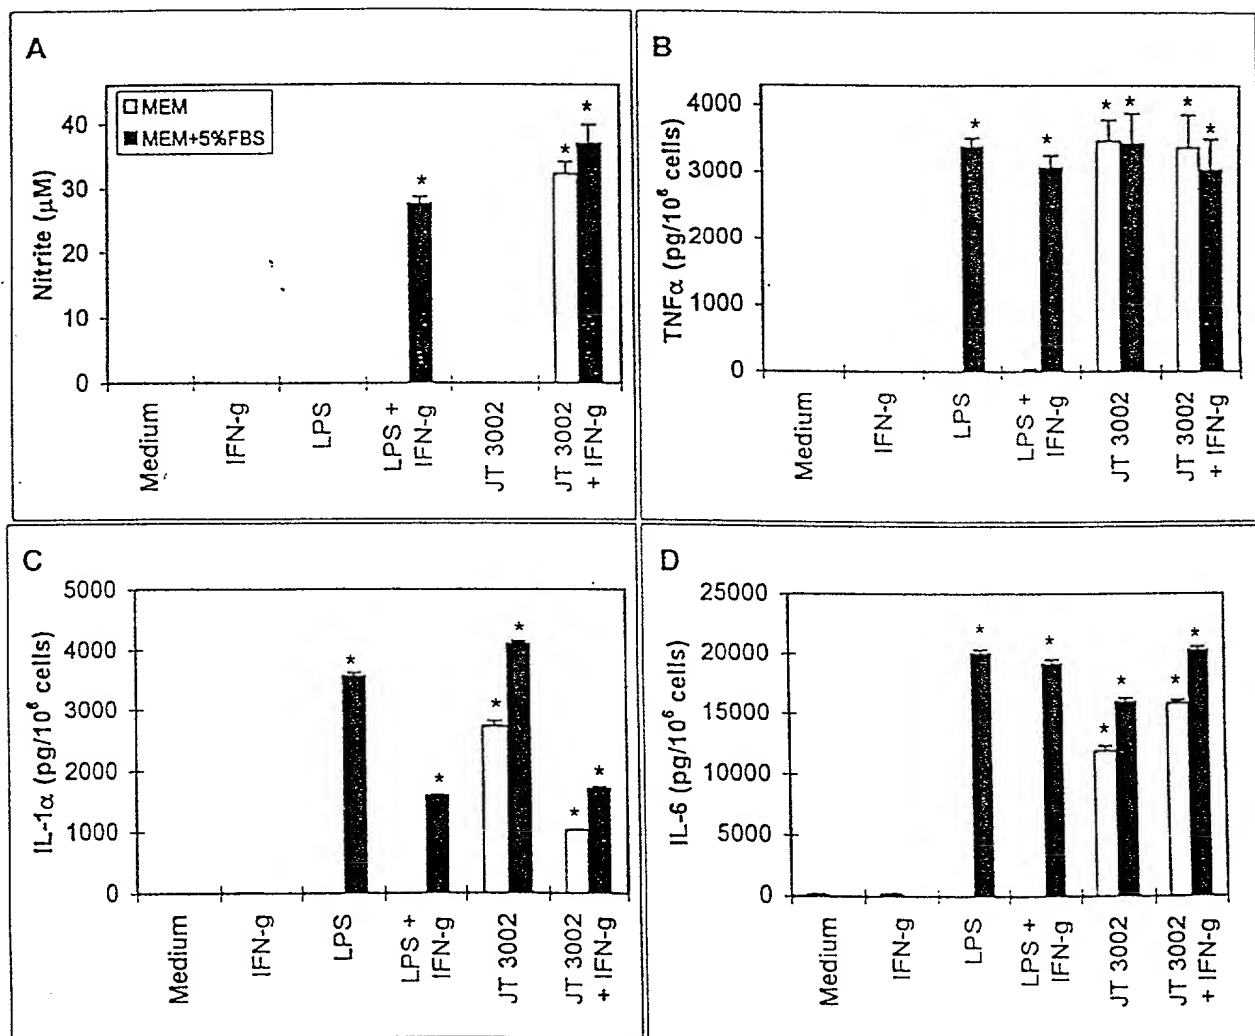 A
□ MEM
■ MEM+5%FBS
*
*
*
Nitrite (µM)
40
30
20
10
0
Medium
IFN-g
LPS
LPS +
IFN-g
JT 3002
JT 3002
+ IFN-g
B
TNFα (pg/10⁶ cells)
4000
3000
2000
1000
0
*
*
*
*
*
*
Medium
IFN-g
LPS
LPS +
IFN-g
JT 3002
JT 3002
+ IFN-g
C
IL-1α (pg/10⁶ cells)
5000
4000
3000
2000
1000
0
*
*
*
*
*
*
Medium
IFN-g
LPS
LPS +
IFN-g
JT 3002
JT 3002
+ IFN-g
D
IL-6 (pg/10⁶ cells)
25000
20000
15000
10000
5000
0
*
*
*
*
*
*
Medium
IFN-g
LPS
LPS +
IFN-g
JT 3002
JT 3002
+ IFN-g